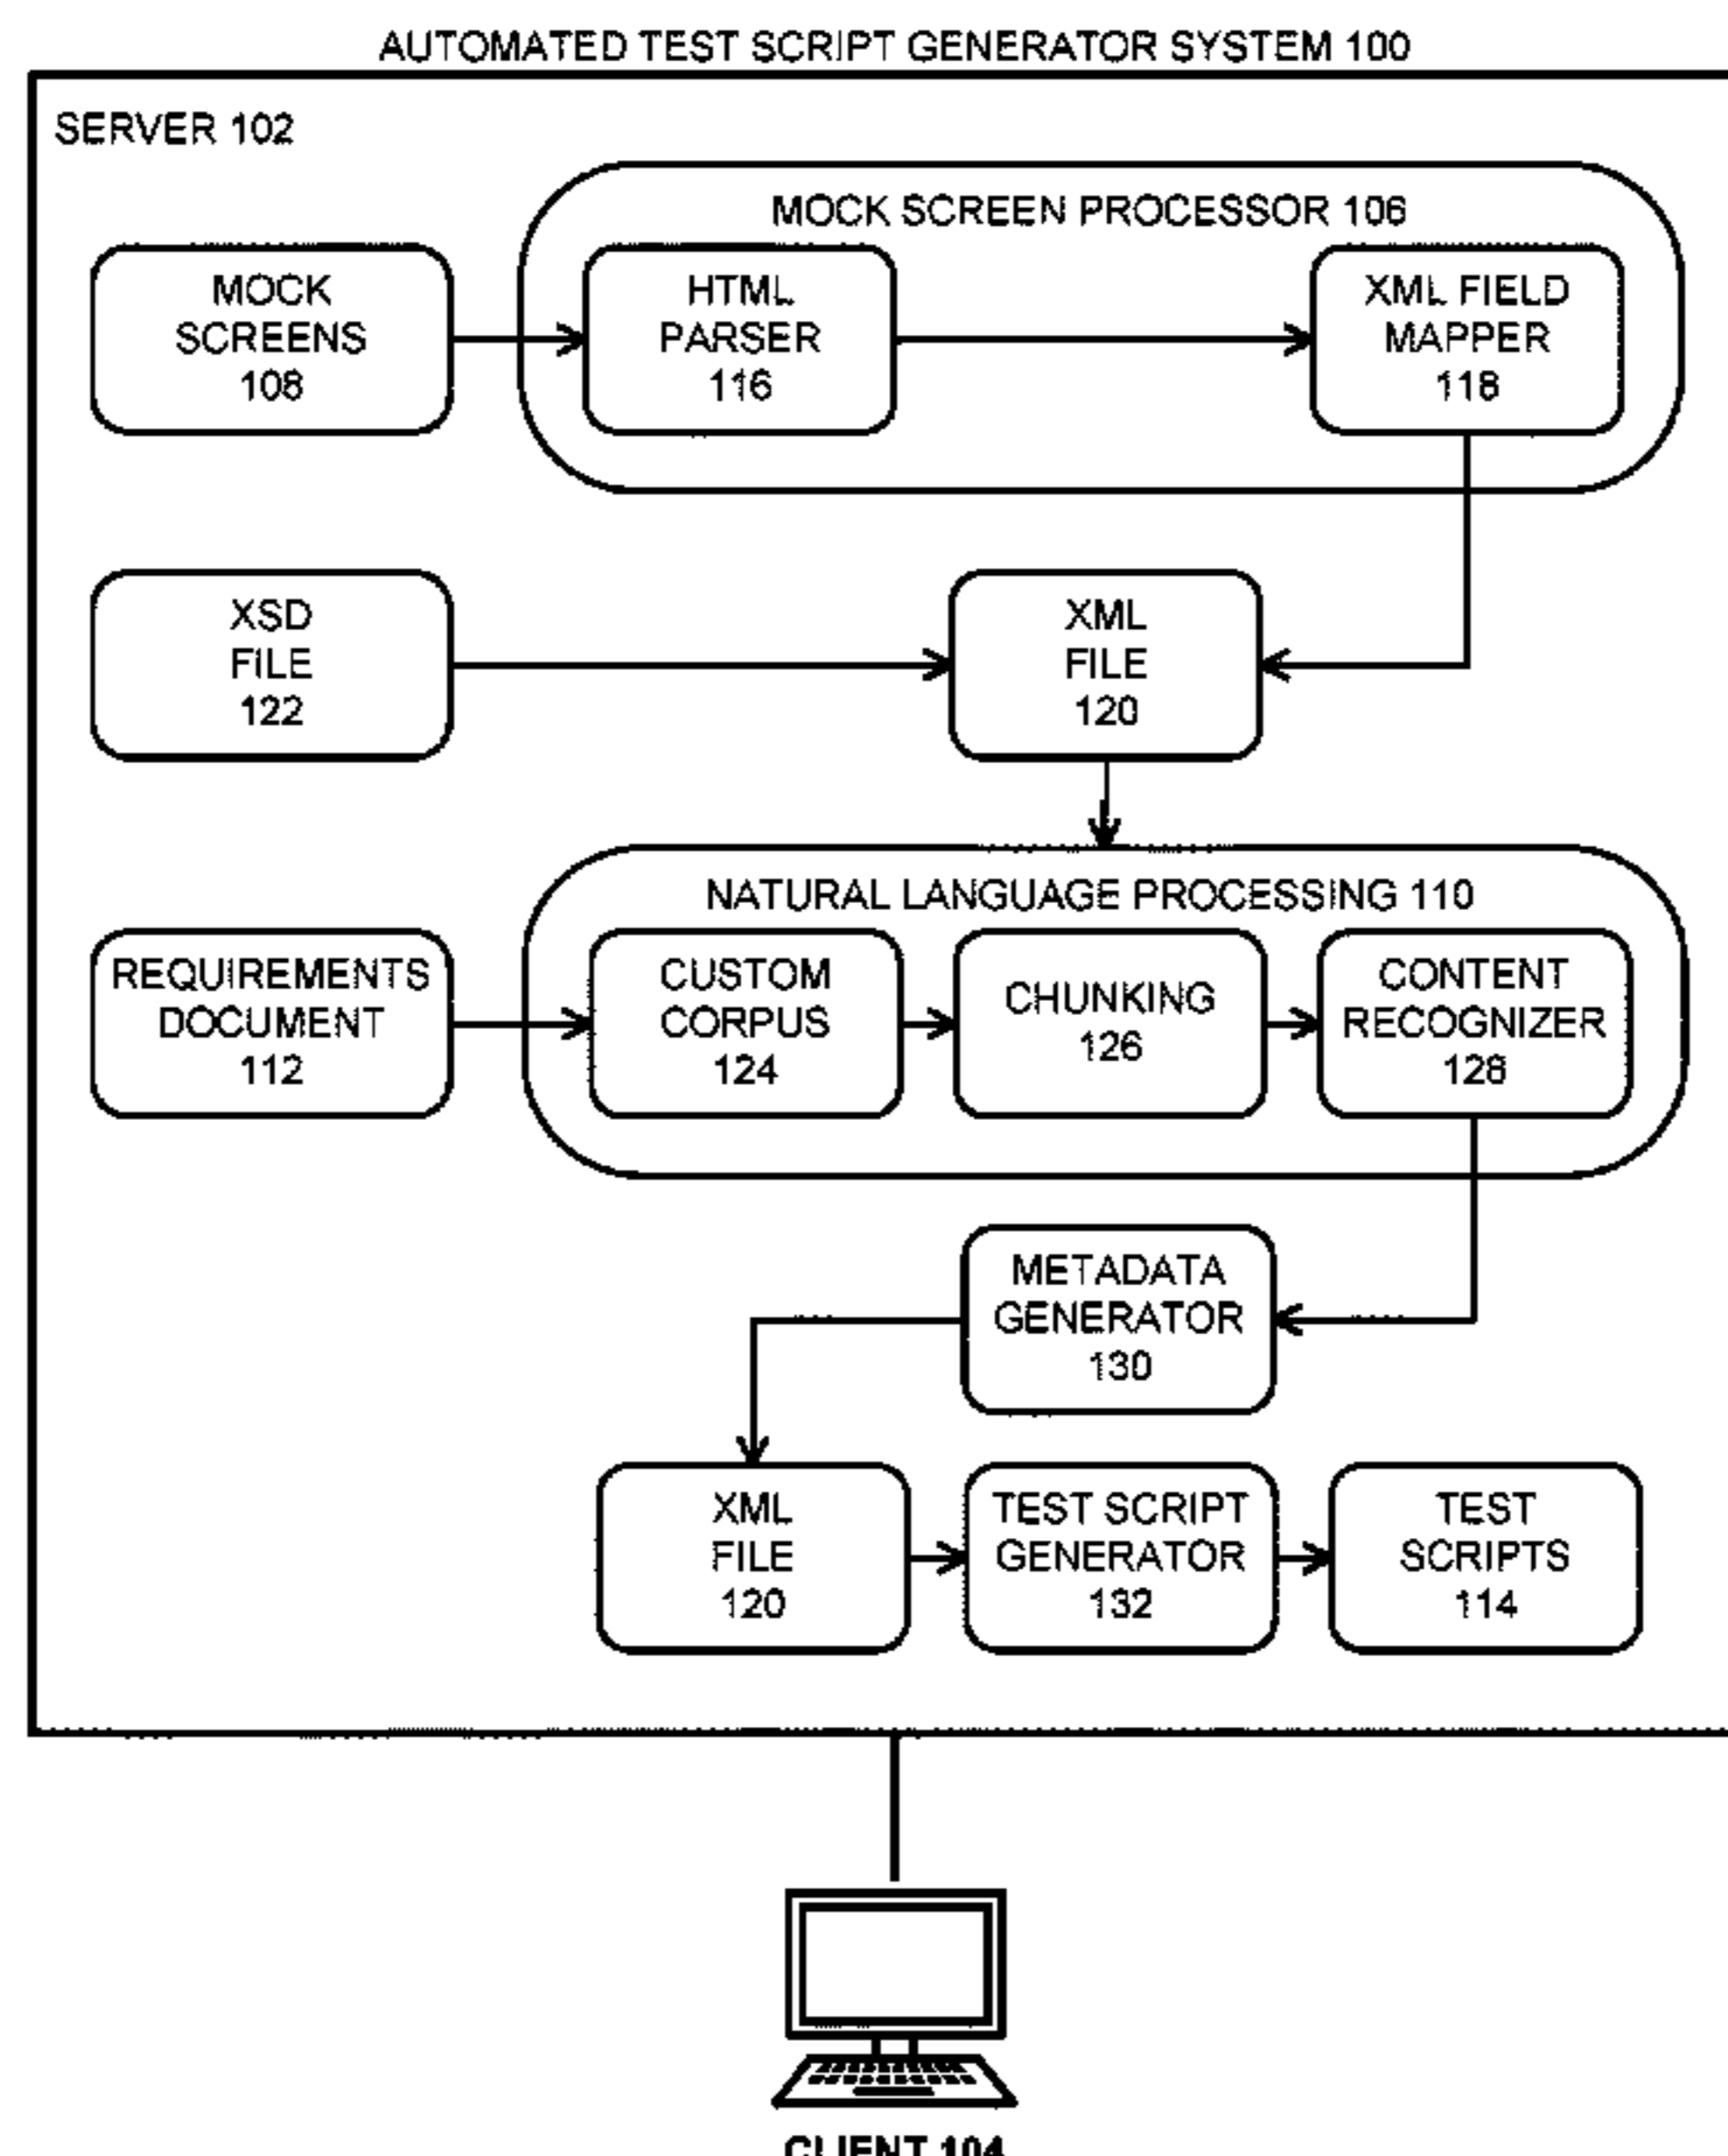 AUTOMATED TEST SCRIPT GENERATOR SYSTEM 100
SERVER 102
MOCK SCREEN PROCESSOR 106
MOCK
SCREENS
108
HTML
PARSER
116
XML FIELD
MAPPER
118
XSD
FILE
122
XML
FILE
120
NATURAL LANGUAGE PROCESSING 110
REQUIREMENTS
DOCUMENT
112
CUSTOM
CORPUS
124
CHUNKING
126
CONTENT
RECOGNIZER
128
METADATA
GENERATOR
130
XML
FILE
120
TEST SCRIPT
GENERATOR
132
TEST
SCRIPTS
114
CLIENT 104